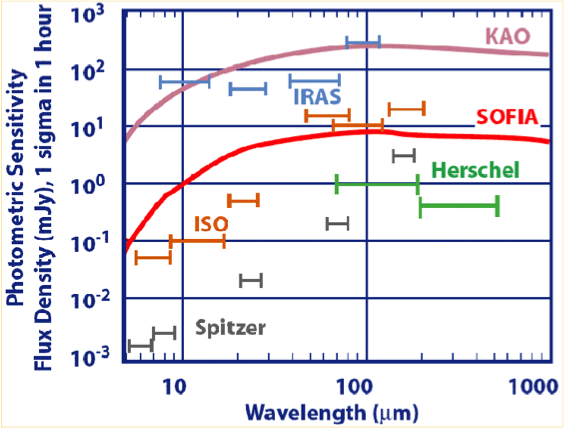 Photometric Sensitivity
Flux Density (mJy), 1 sigma in 1 hour
10³
10²
10¹
10⁰
10⁻¹
10⁻²
10⁻³
KAO
IRAS
SOFIA
Herschel
ISO
Spitzer
10
100
1000
Wavelength (μm)